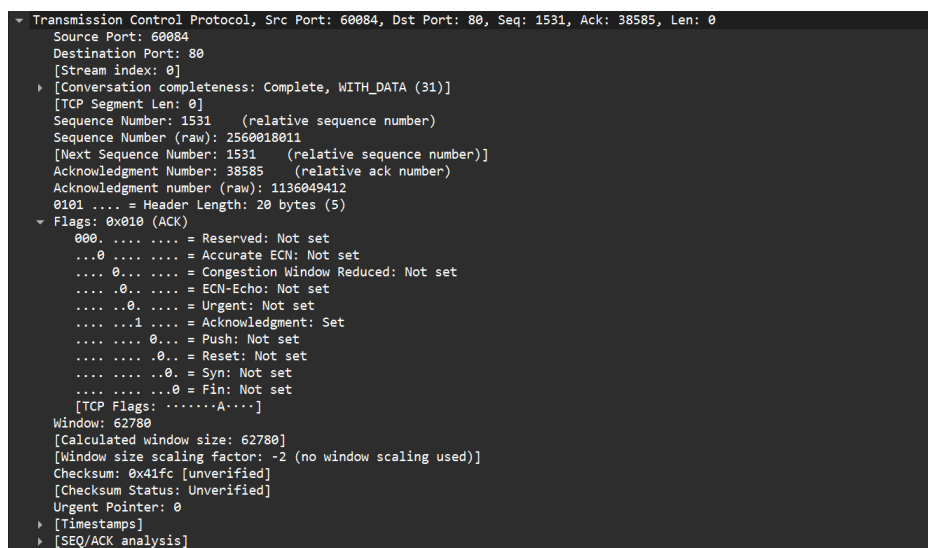 Transmission Control Protocol, Src Port: 60084, Dst Port: 80, Seq: 1531, Ack: 38585, Len: 0
Source Port: 60084
Destination Port: 80
[Stream index: 0]
[Conversation completeness: Complete, WITH_DATA (31)]
[TCP Segment Len: 0]
Sequence Number: 1531    (relative sequence number)
Sequence Number (raw): 2560018011
[Next Sequence Number: 1531    (relative sequence number)]
Acknowledgment Number: 38585    (relative ack number)
Acknowledgment number (raw): 1136049412
0101 .... = Header Length: 20 bytes (5)
Flags: 0x010 (ACK)
000. .... .... = Reserved: Not set
...0 .... .... = Accurate ECN: Not set
.... 0... .... = Congestion Window Reduced: Not set
.... .0.. .... = ECN-Echo: Not set
.... ..0. .... = Urgent: Not set
.... ...1 .... = Acknowledgment: Set
.... .... 0... = Push: Not set
.... .... .0.. = Reset: Not set
.... .... ..0. = Syn: Not set
.... .... ...0 = Fin: Not set
[TCP Flags: ·······A····]
Window: 62780
[Calculated window size: 62780]
[Window size scaling factor: -2 (no window scaling used)]
Checksum: 0x41fc [unverified]
[Checksum Status: Unverified]
Urgent Pointer: 0
[Timestamps]
[SEQ/ACK analysis]